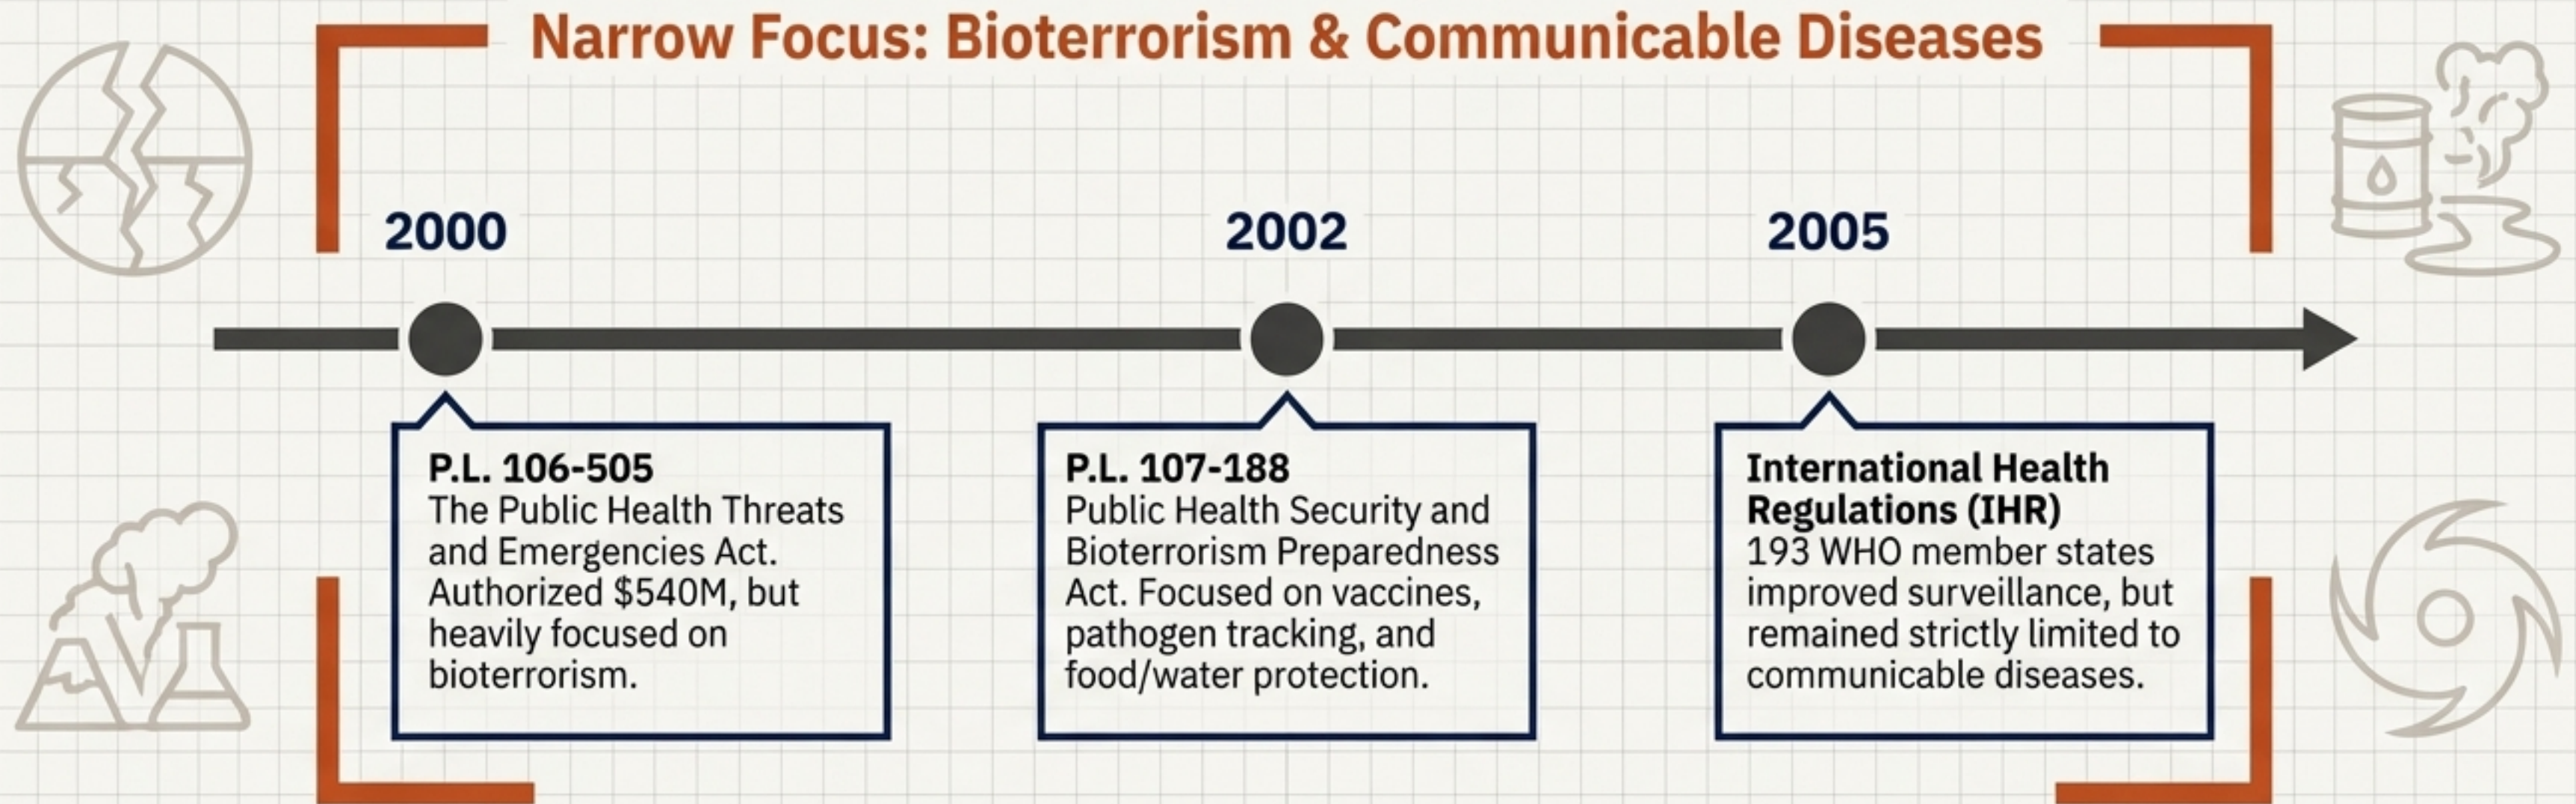 Narrow Focus: Bioterrorism & Communicable Diseases
2000
2002
2005
P.L. 106-505
The Public Health Threats
and Emergencies Act.
Authorized $540M, but
heavily focused on
bioterrorism.
P.L. 107-188
Public Health Security and
Bioterrorism Preparedness
Act. Focused on vaccines,
pathogen tracking, and
food/water protection.
International Health
Regulations (IHR)
193 WHO member states
improved surveillance, but
remained strictly limited to
communicable diseases.